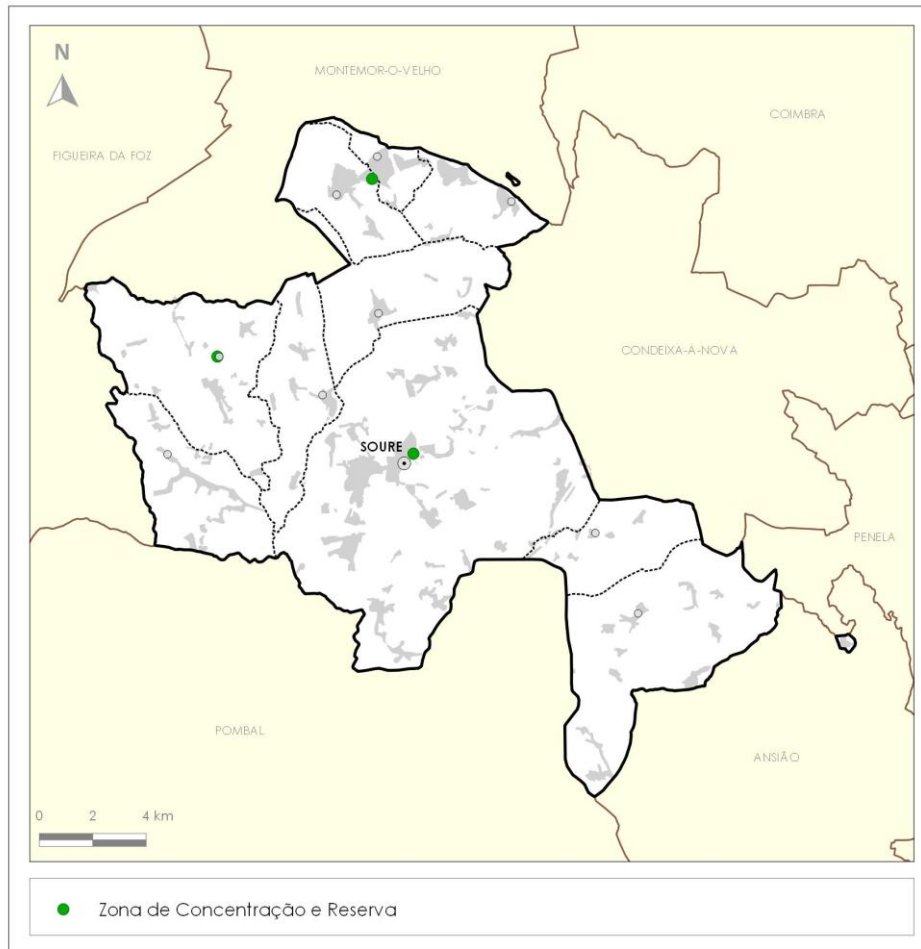 N
MONTEMOR-O-VELHO
COIMBRA
FIGUEIRA DA FOZ
CONDEIXA-A-NOVA
SOURE
PENELA
POMBAL
ANSIÃO
0 2 4 km
Zona de Concentração e Reserva